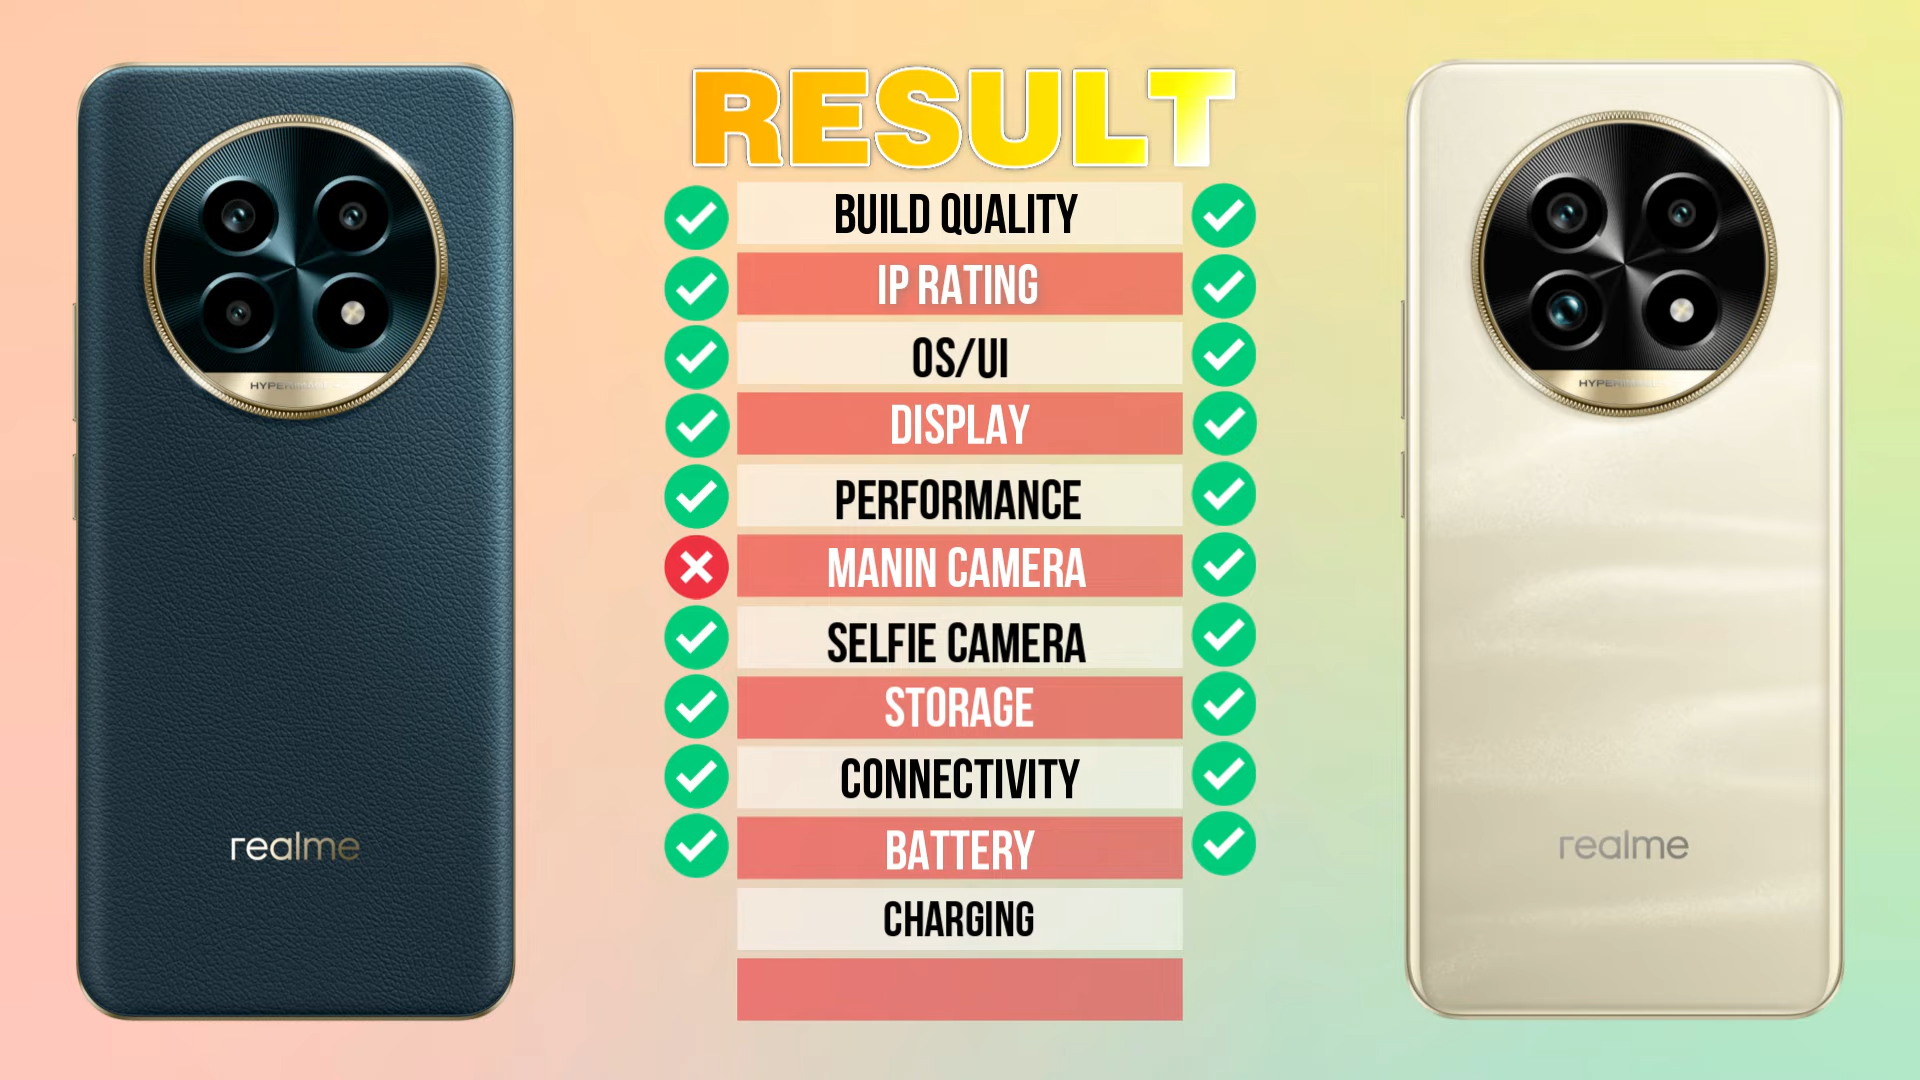 RESULT
BUILD QUALITY
IP RATING
OS/UI
DISPLAY
PERFORMANCE
MANIN CAMERA
SELFIE CAMERA
STORAGE
CONNECTIVITY
BATTERY
CHARGING
realme
realme